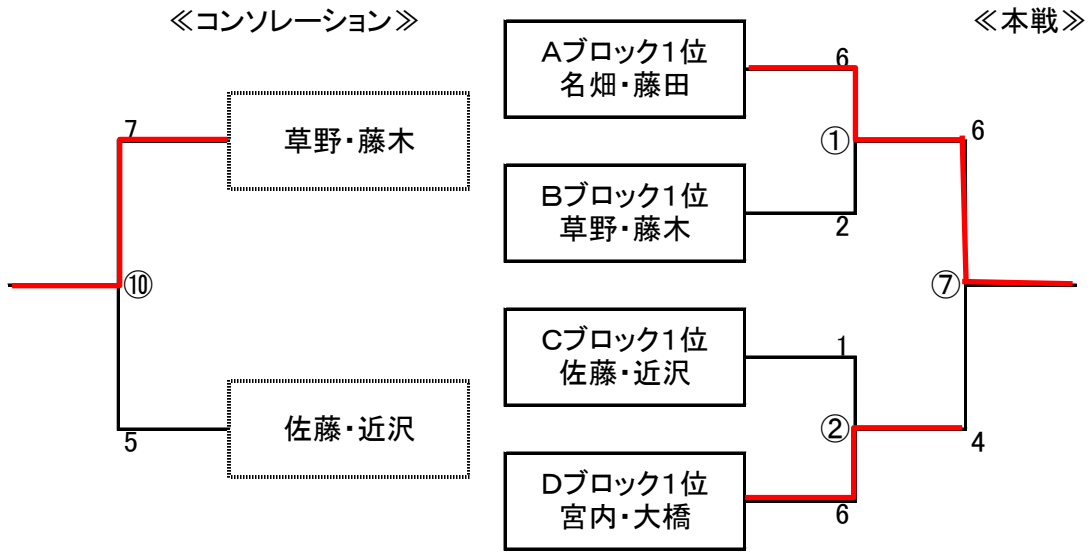 ≪コンソレーション≫
≪本戦≫
Aブロック1位
名畑・藤田
6
7
草野・藤木
①
6
Bブロック1位
草野・藤木
2
⑩
⑦
Cブロック1位
佐藤・近沢
1
佐藤・近沢
5
②
4
Dブロック1位
宮内・大橋
6